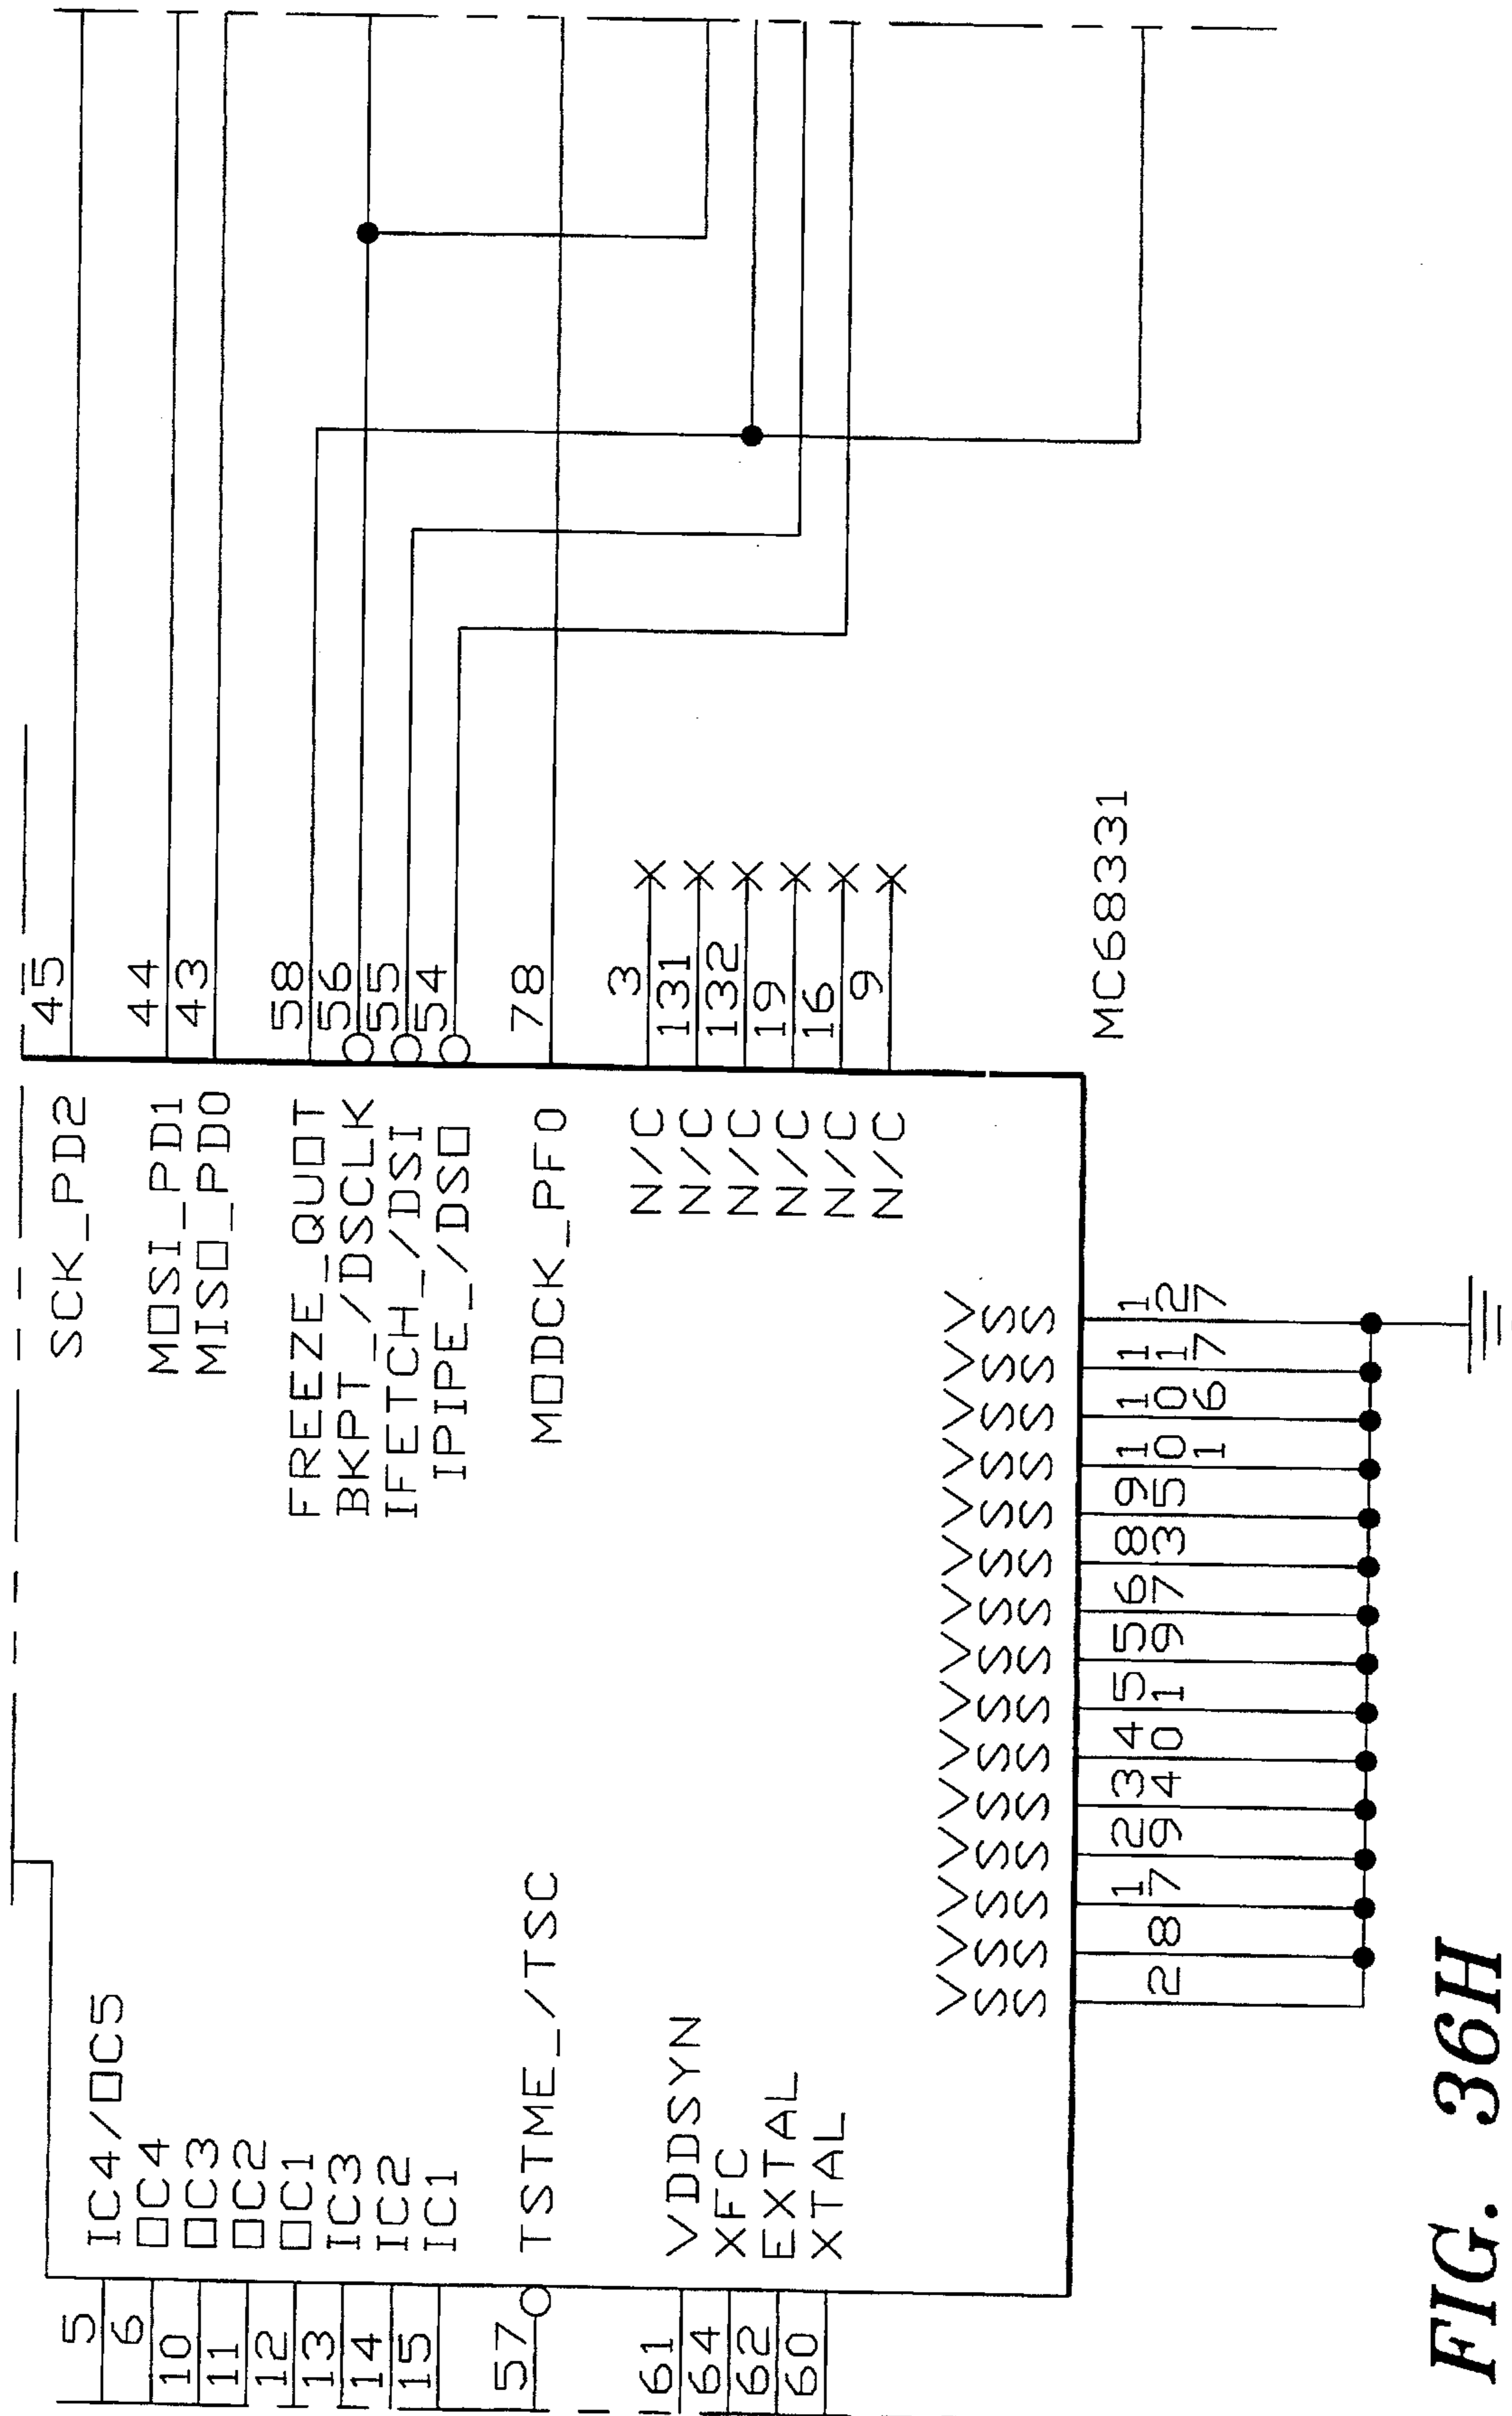 5 IC4/OC5
6 OC4
10 OC3
11 OC2
12 OC1
13 IC3
14 IC2
15 IC1
57 TSTME_/TSC
61 VDDSYN
64 XFC
62 EXTAL
60 XTAL
SCK_PD2 45
MOSI_PD1 44
MISO_PD0 43
FREEZE_QUOT 58
BKPT_/DSCLK 56
IFETCH_/DSI 55
IPIPE_/DSO 54
MODCK_PF0 78
N/C 3
N/C 131
N/C 132
N/C 19
N/C 16
N/C 9
VSS VSS VSS VSS VSS VSS VSS VSS VSS VSS VSS VSS VSS VSS VSS
2 8 17 29 34 40 51 59 67 83 95 101 106 117 127
MC68331
FIG. 36H